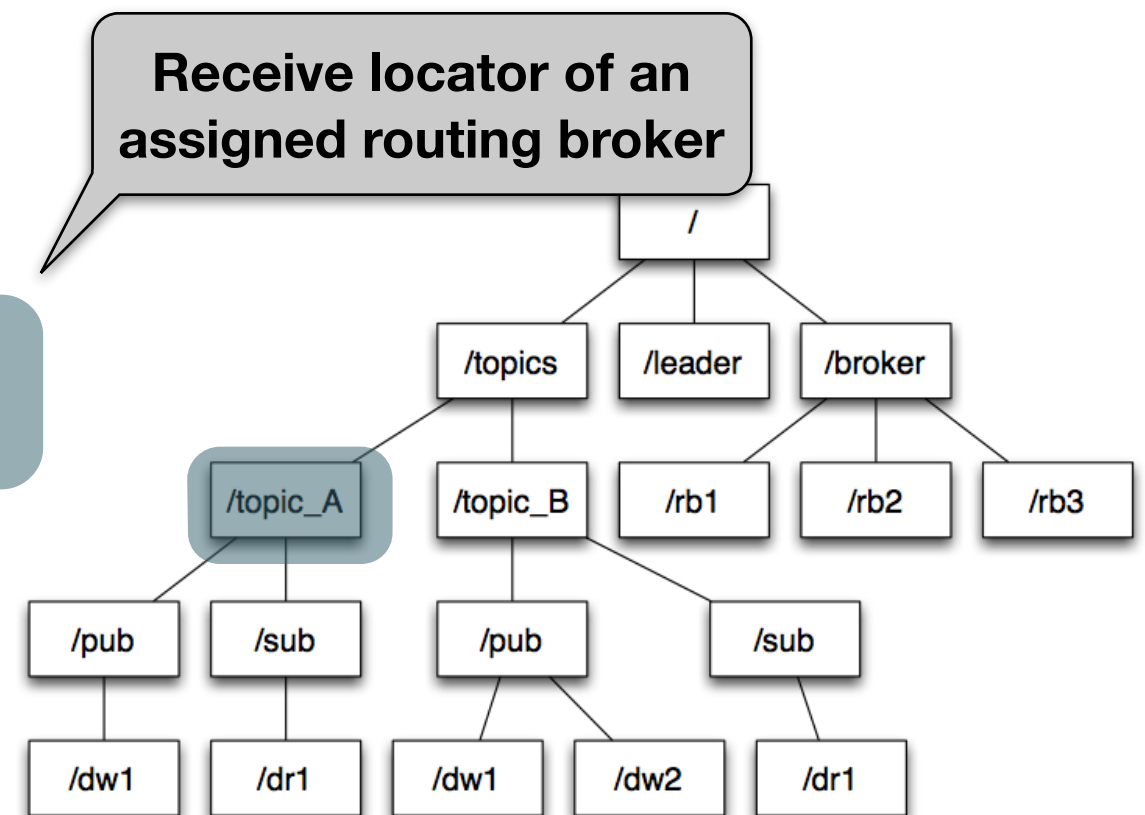 Receive locator of an
assigned routing broker
/
/topics
/leader
/broker
/topic_A
/topic_B
/rb1
/rb2
/rb3
/pub
/sub
/pub
/sub
/dw1
/dr1
/dw1
/dw2
/dr1